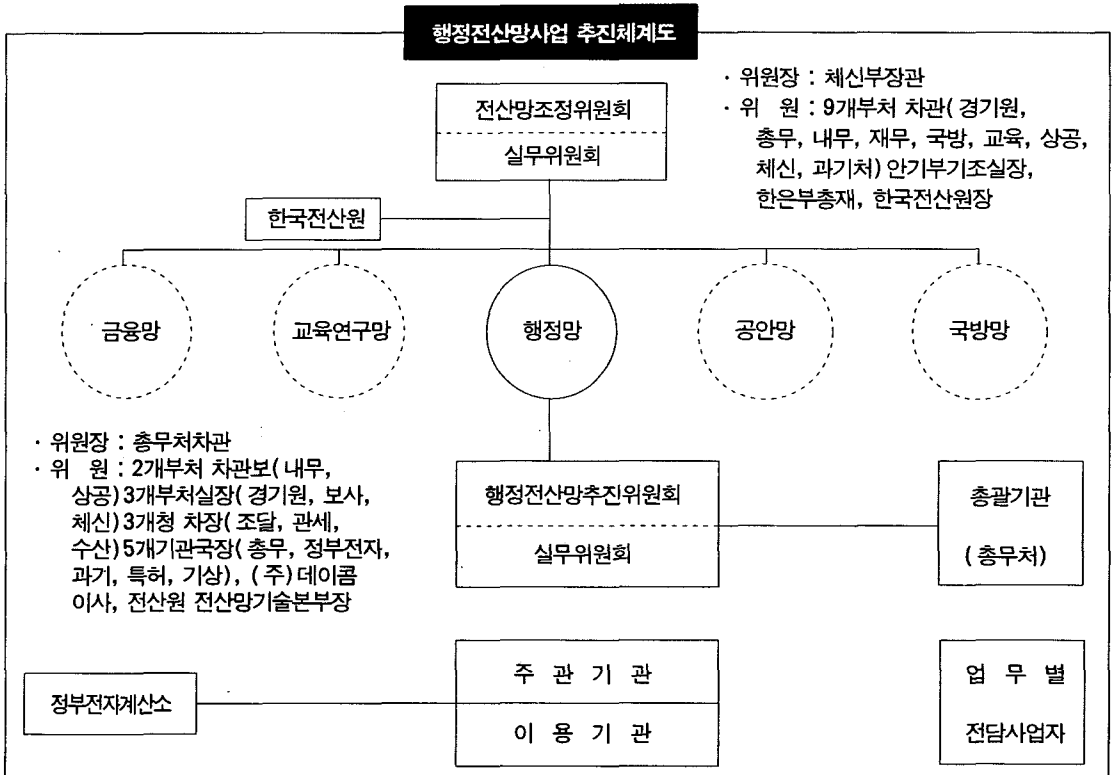 행정전산망사업 추진체계도
전산망조정위원회
실무위원회
· 위원장 : 체신부장관
· 위 원 : 9개부처 차관( 경기원,
총무, 내무, 재무, 국방, 교육, 상공,
체신, 과기처) 안기부기조실장,
한은부총재, 한국전산원장
한국전산원
금융망
교육연구망
행정망
공안망
국방망
· 위원장 : 총무처차관
· 위 원 : 2개부처 차관보( 내무,
상공) 3개부처실장( 경기원, 보사,
체신) 3개청 차장( 조달, 관세,
수산) 5개기관국장( 총무, 정부전자,
과기, 특허, 기상), ( 주) 데이콤
이사, 전산원 전산망기술본부장
행정전산망추진위원회
실무위원회
총괄기관
( 총무처)
정부전자계산소
주 관 기 관
이 용 기 관
업 무 별
전담사업자